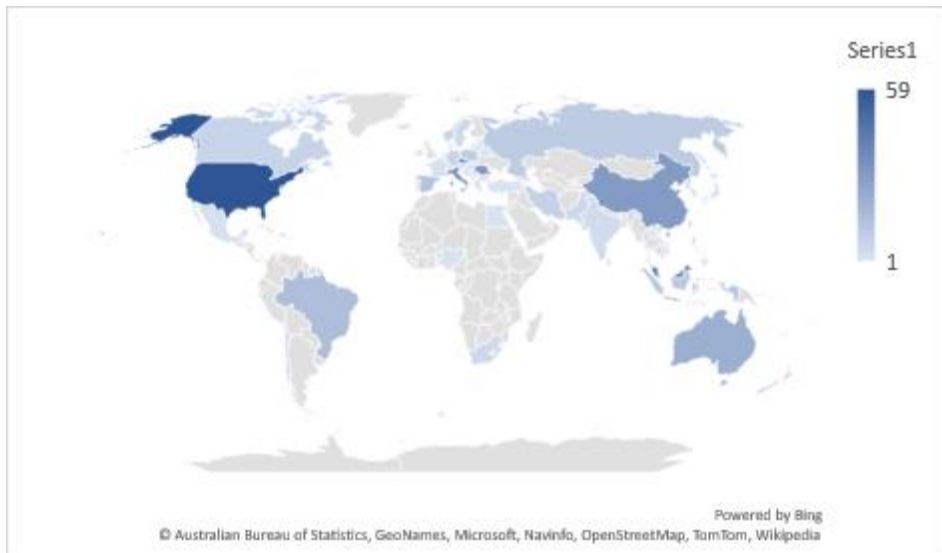 Series1
59
1
Powered by Bing
© Australian Bureau of Statistics, GeoNames, Microsoft, Navinfo, OpenStreetMap, TomTom, Wikipedia